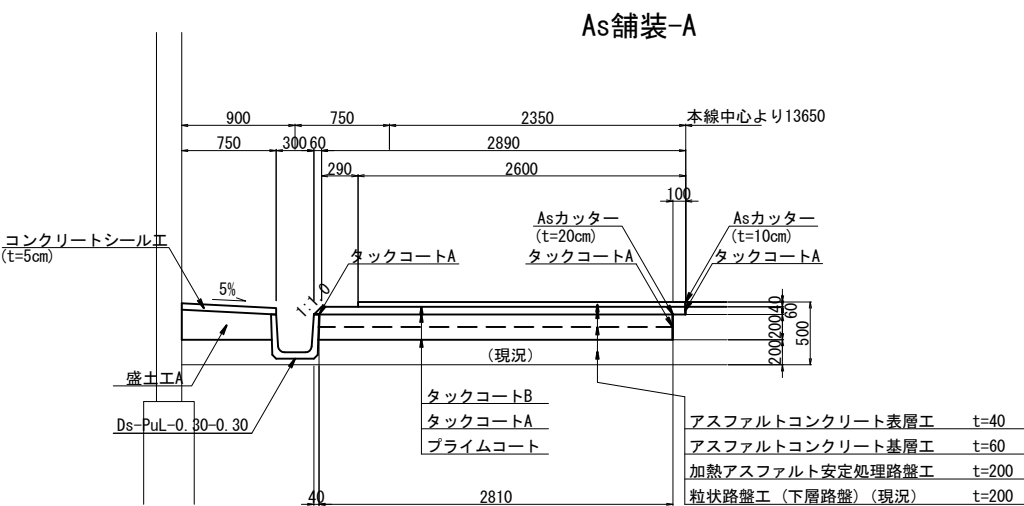 As舗装-A
900
750
2350
本線中心より13650
750
300
60
2890
290
2600
100
Asカッター
(t=20cm)
Asカッター
(t=10cm)
コンクリートシール工
(t=5cm)
タックコートA
タックコートA
タックコートA
5%
1:1.0
40
60
200
200
500
(現況)
盛土工A
Ds-PuL-0.30-0.30
タックコートB
タックコートA
プライムコート
アスファルトコンクリート表層工 t=40
アスファルトコンクリート基層工 t=60
加熱アスファルト安定処理路盤工 t=200
粒状路盤工 (下層路盤) (現況) t=200
40
2810